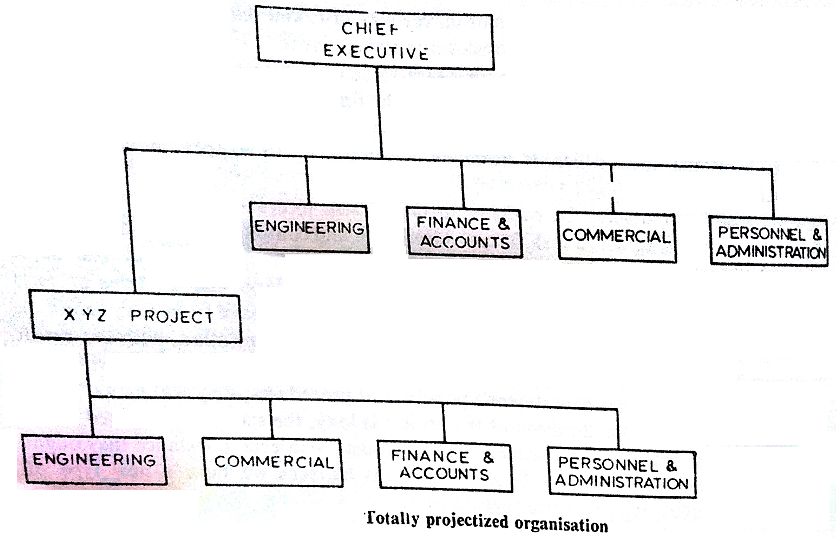 CHIEF
EXECUTIVE
ENGINEERING
FINANCE &
ACCOUNTS
COMMERCIAL
PERSONNEL &
ADMINISTRATION
XYZ PROJECT
ENGINEERING
COMMERCIAL
FINANCE &
ACCOUNTS
PERSONNEL &
ADMINISTRATION
Totally projectized organisation